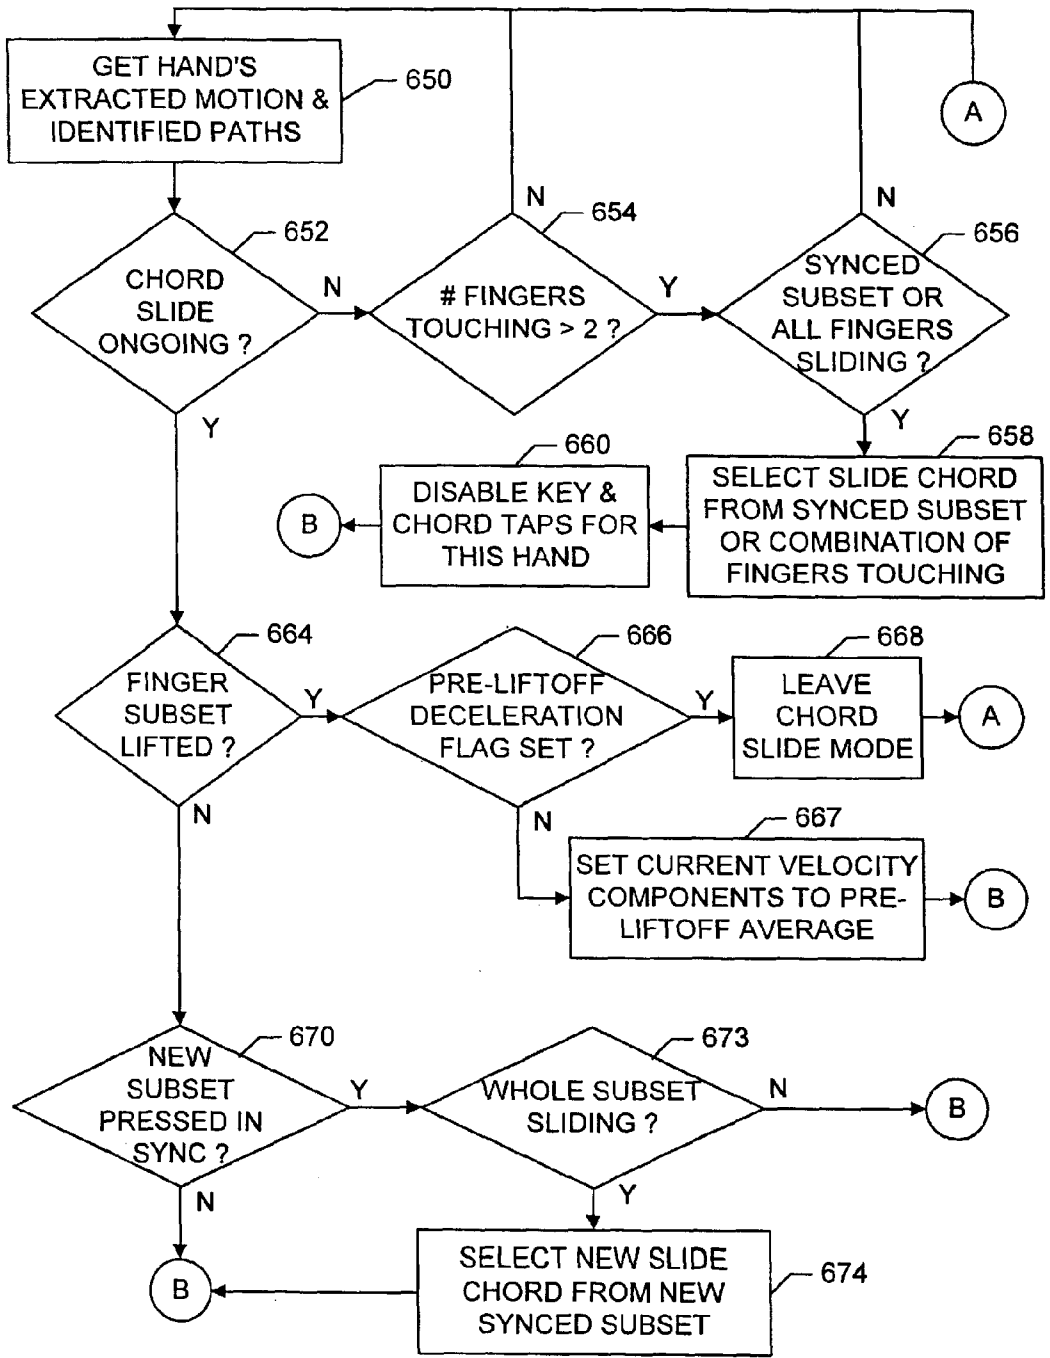 GET HAND'S
EXTRACTED MOTION &
IDENTIFIED PATHS
650
A
N
N
652
654
656
CHORD
SLIDE
ONGOING ?
N
# FINGERS
TOUCHING > 2 ?
Y
SYNCED
SUBSET OR
ALL FINGERS
SLIDING ?
Y
Y
660
658
B
DISABLE KEY &
CHORD TAPS FOR
THIS HAND
SELECT SLIDE CHORD
FROM SYNCED SUBSET
OR COMBINATION OF
FINGERS TOUCHING
664
666
668
FINGER
SUBSET
LIFTED ?
Y
PRE-LIFTOFF
DECELERATION
FLAG SET ?
Y
LEAVE
CHORD
SLIDE MODE
A
N
N
667
SET CURRENT VELOCITY
COMPONENTS TO PRE-
LIFTOFF AVERAGE
B
670
673
NEW
SUBSET
PRESSED IN
SYNC ?
Y
WHOLE SUBSET
SLIDING ?
N
B
N
Y
B
SELECT NEW SLIDE
CHORD FROM NEW
SYNCED SUBSET
674